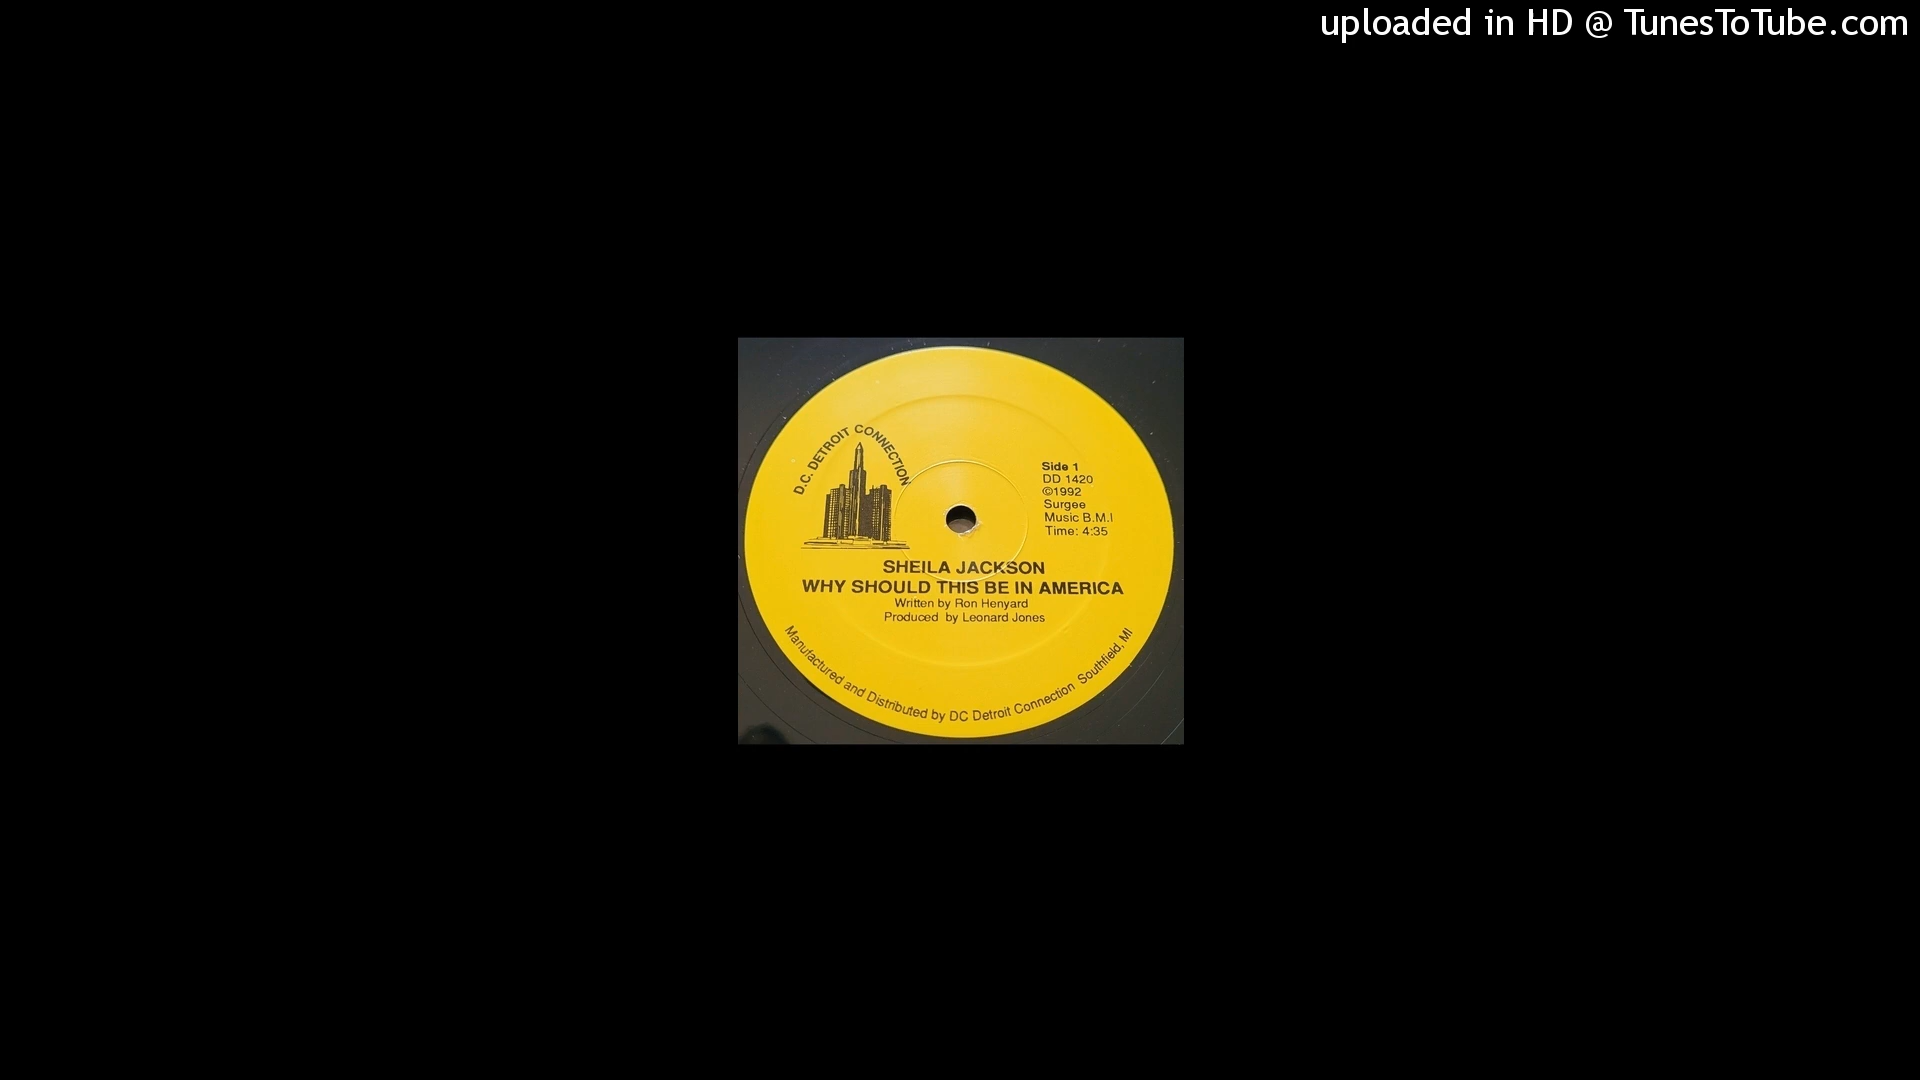 uploaded in HD @ TunesToTube.com
D.C. DETROIT CONNECTION
Side 1
DD 1420
©1992
Surgee
Music B.M.I
Time: 4:35
SHEILA JACKSON
WHY SHOULD THIS BE IN AMERICA
Written by Ron Henyard
Produced by Leonard Jones
Manufactured and Distributed by DC Detroit Connection Southfield, MI